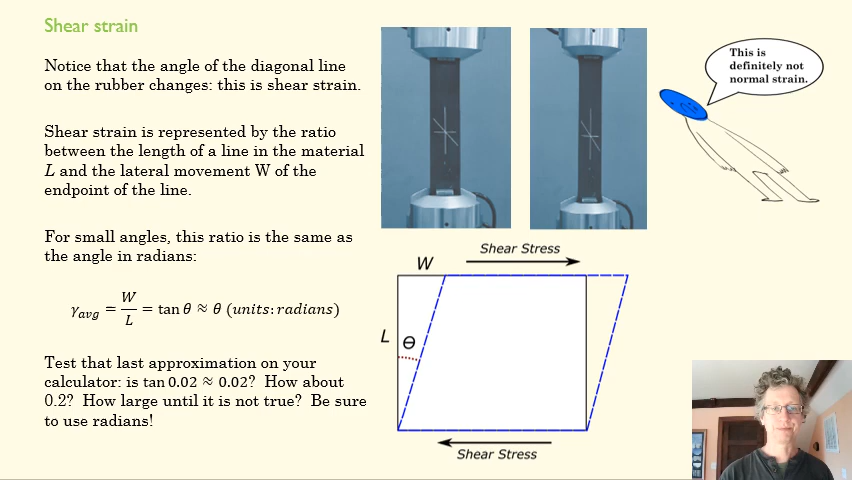 Shear strain
Notice that the angle of the diagonal line
on the rubber changes: this is shear strain.
Shear strain is represented by the ratio
between the length of a line in the material
L and the lateral movement W of the
endpoint of the line.
For small angles, this ratio is the same as
the angle in radians:
γavg = W/L = tan θ ≈ θ (units: radians)
Test that last approximation on your
calculator: is tan 0.02 ≈ 0.02? How about
0.2? How large until it is not true? Be sure
to use radians!
This is
definitely not
normal strain.
Shear Stress
W
L
Θ
Shear Stress